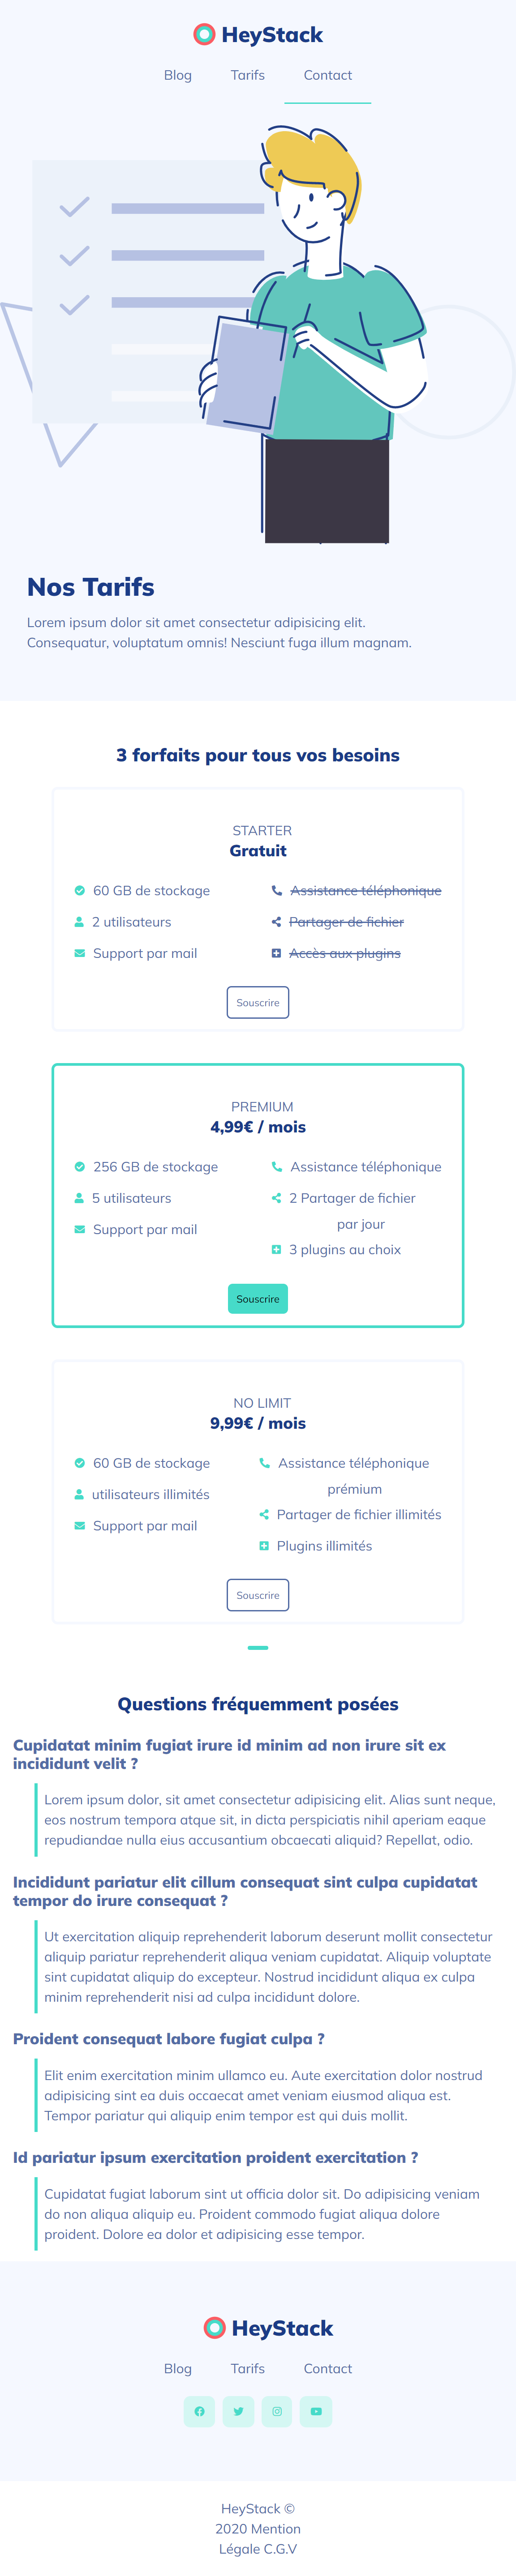 HeyStack
Blog Tarifs Contact
Nos Tarifs
Lorem ipsum dolor sit amet consectetur adipisicing elit.
Consequatur, voluptatum omnis! Nesciunt fuga illum magnam.
3 forfaits pour tous vos besoins
STARTER
Gratuit
60 GB de stockage
2 utilisateurs
Support par mail
Assistance téléphonique
Partager de fichier
Accès aux plugins
Souscrire
PREMIUM
4,99€ / mois
256 GB de stockage
5 utilisateurs
Support par mail
Assistance téléphonique
2 Partager de fichier
par jour
3 plugins au choix
Souscrire
NO LIMIT
9,99€ / mois
60 GB de stockage
utilisateurs illimités
Support par mail
Assistance téléphonique
prémium
Partager de fichier illimités
Plugins illimités
Souscrire
Questions fréquemment posées
Cupidatat minim fugiat irure id minim ad non irure sit ex
incididunt velit ?
Lorem ipsum dolor, sit amet consectetur adipisicing elit. Alias sunt neque,
eos nostrum tempora atque sit, in dicta perspiciatis nihil aperiam eaque
repudiandae nulla eius accusantium obcaecati aliquid? Repellat, odio.
Incididunt pariatur elit cillum consequat sint culpa cupidatat
tempor do irure consequat ?
Ut exercitation aliquip reprehenderit laborum deserunt mollit consectetur
aliquip pariatur reprehenderit aliqua veniam cupidatat. Aliquip voluptate
sint cupidatat aliquip do excepteur. Nostrud incididunt aliqua ex culpa
minim reprehenderit nisi ad culpa incididunt dolore.
Proident consequat labore fugiat culpa ?
Elit enim exercitation minim ullamco eu. Aute exercitation dolor nostrud
adipisicing sint ea duis occaecat amet veniam eiusmod aliqua est.
Tempor pariatur qui aliquip enim tempor est qui duis mollit.
Id pariatur ipsum exercitation proident exercitation ?
Cupidatat fugiat laborum sint ut officia dolor sit. Do adipisicing veniam
do non aliqua aliquip eu. Proident commodo fugiat aliqua dolore
proident. Dolore ea dolor et adipisicing esse tempor.
HeyStack
Blog Tarifs Contact
HeyStack ©
2020 Mention
Légale C.G.V